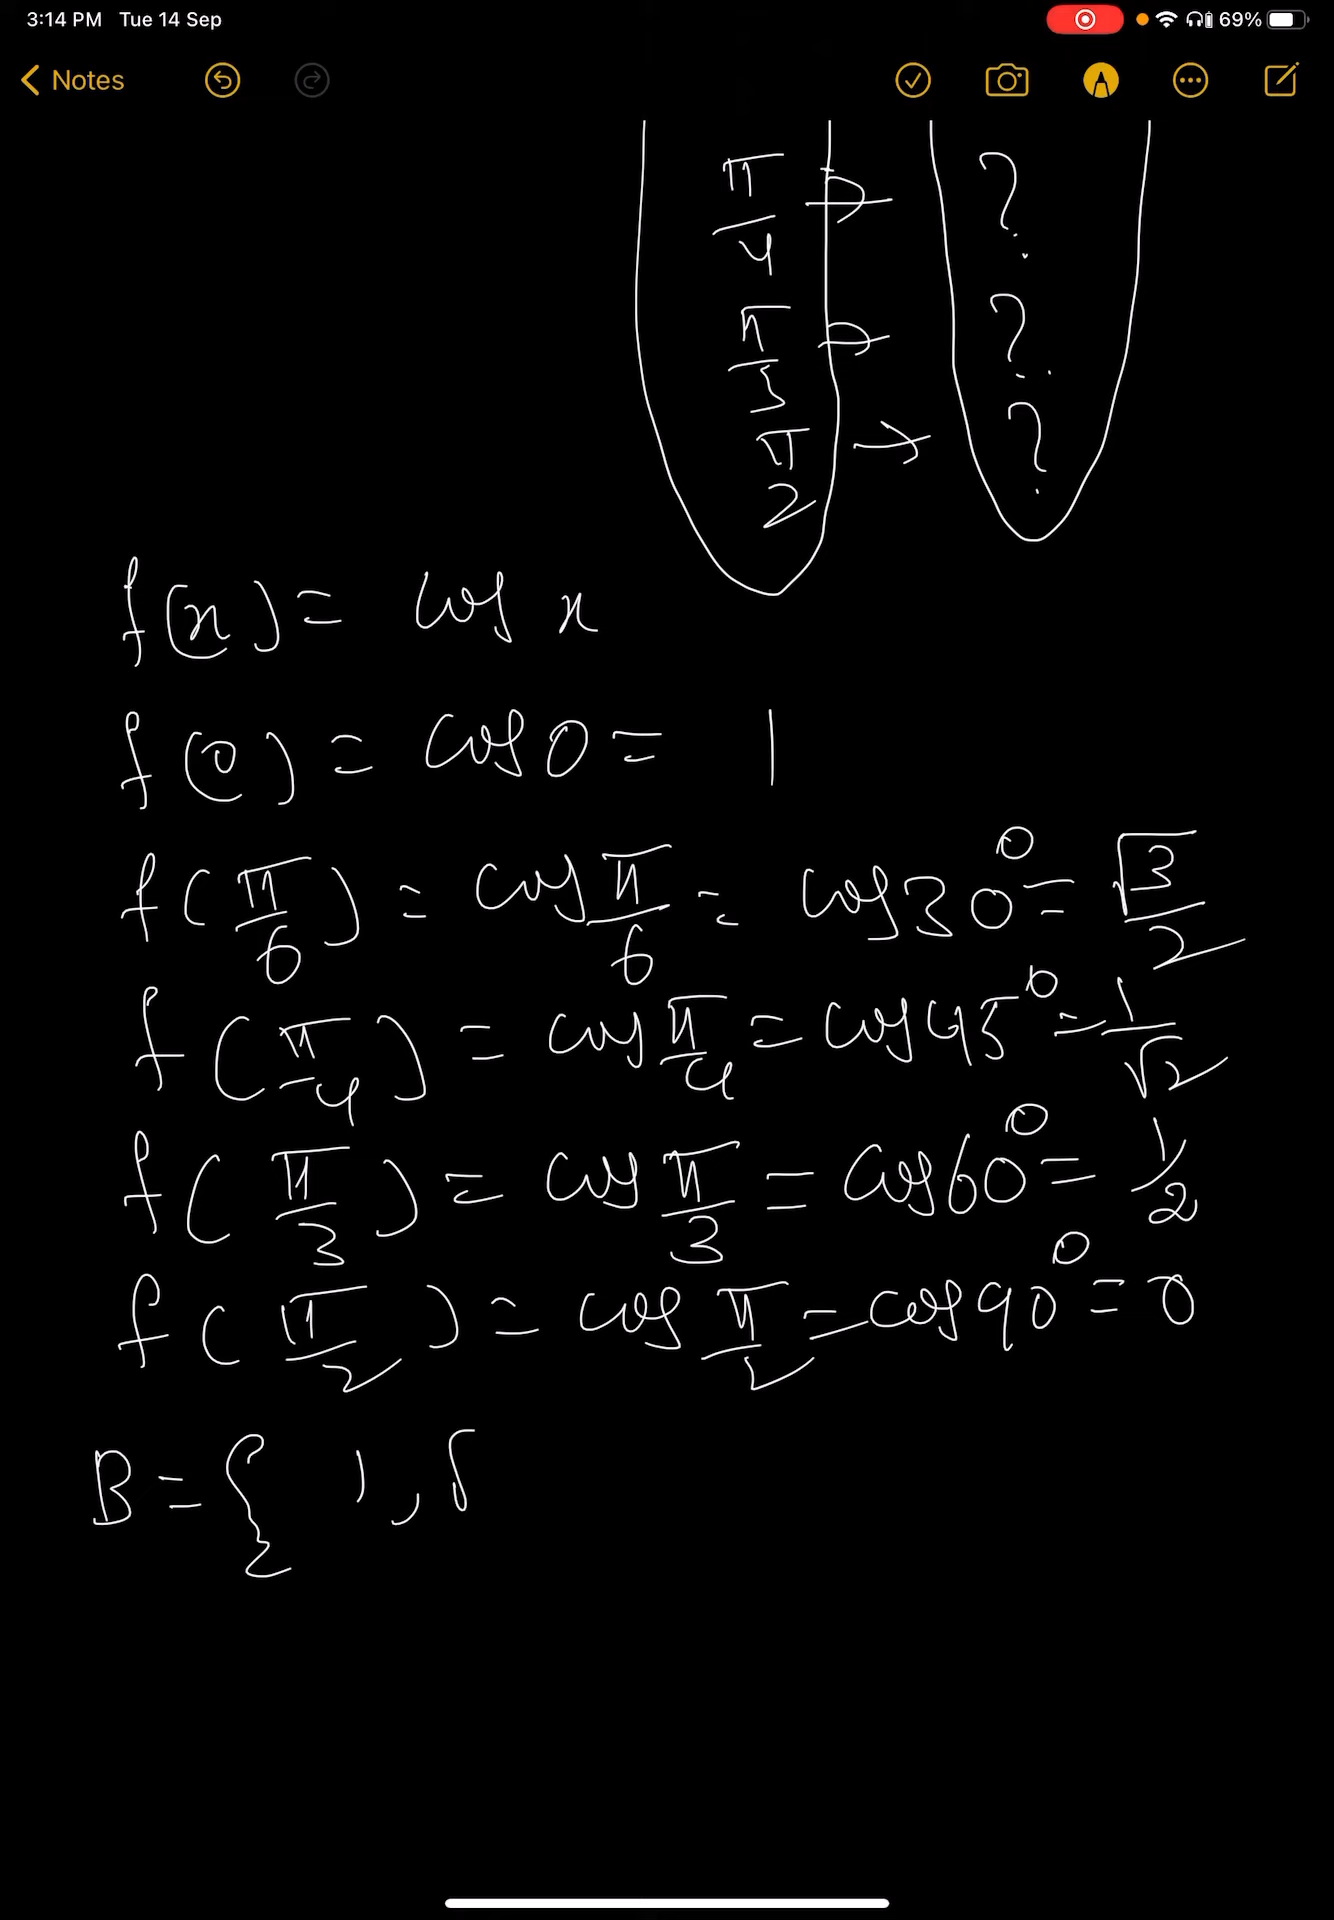 3:14 PM Tue 14 Sep 69%
Notes
π/4 → ?
π/3 → ?
π/2 → ?
f(x) = cos x
f(0) = cos 0 = 1
f(π/6) = cos π/6 = cos 30° = √3/2
f(π/4) = cos π/4 = cos 45° = 1/√2
f(π/3) = cos π/3 = cos 60° = 1/2
f(π/2) = cos π/2 = cos 90° = 0
B = { 1, √